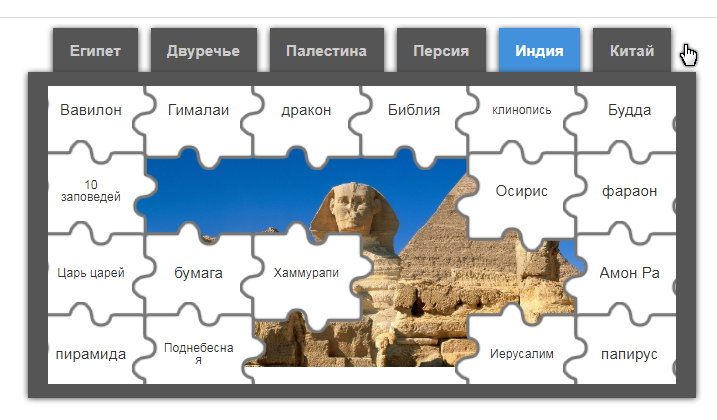 Египет Двуречье Палестина Персия Индия Китай
Вавилон Гималаи дракон Библия клинопись Будда
10
заповедей
Осирис фараон
Царь царей бумага Хаммурапи Амон Ра
пирамида
Поднебесна
я
Иерусалим папирус